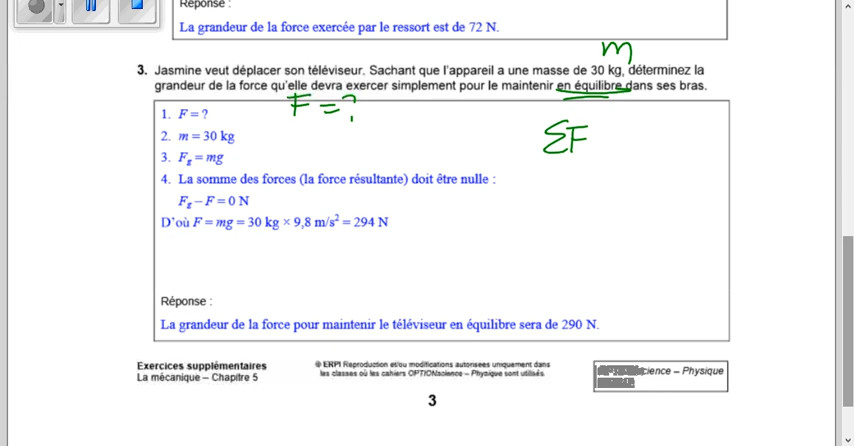 Réponse :
La grandeur de la force exercée par le ressort est de 72 N.
m
3. Jasmine veut déplacer son téléviseur. Sachant que l'appareil a une masse de 30 kg, déterminez la
grandeur de la force qu'elle devra exercer simplement pour le maintenir en équilibre dans ses bras.
F = ?
1. F = ?
2. m = 30 kg
ΣF
3. Fg = mg
4. La somme des forces (la force résultante) doit être nulle :
Fg – F = 0 N
D'où F = mg = 30 kg × 9,8 m/s² = 294 N
Réponse :
La grandeur de la force pour maintenir le téléviseur en équilibre sera de 290 N.
Exercices supplémentaires
La mécanique – Chapitre 5
© ERPI Reproduction et/ou modifications autorisées uniquement dans
les classes où les cahiers OPTIONscience – Physique sont utilisés.
cience – Physique
3